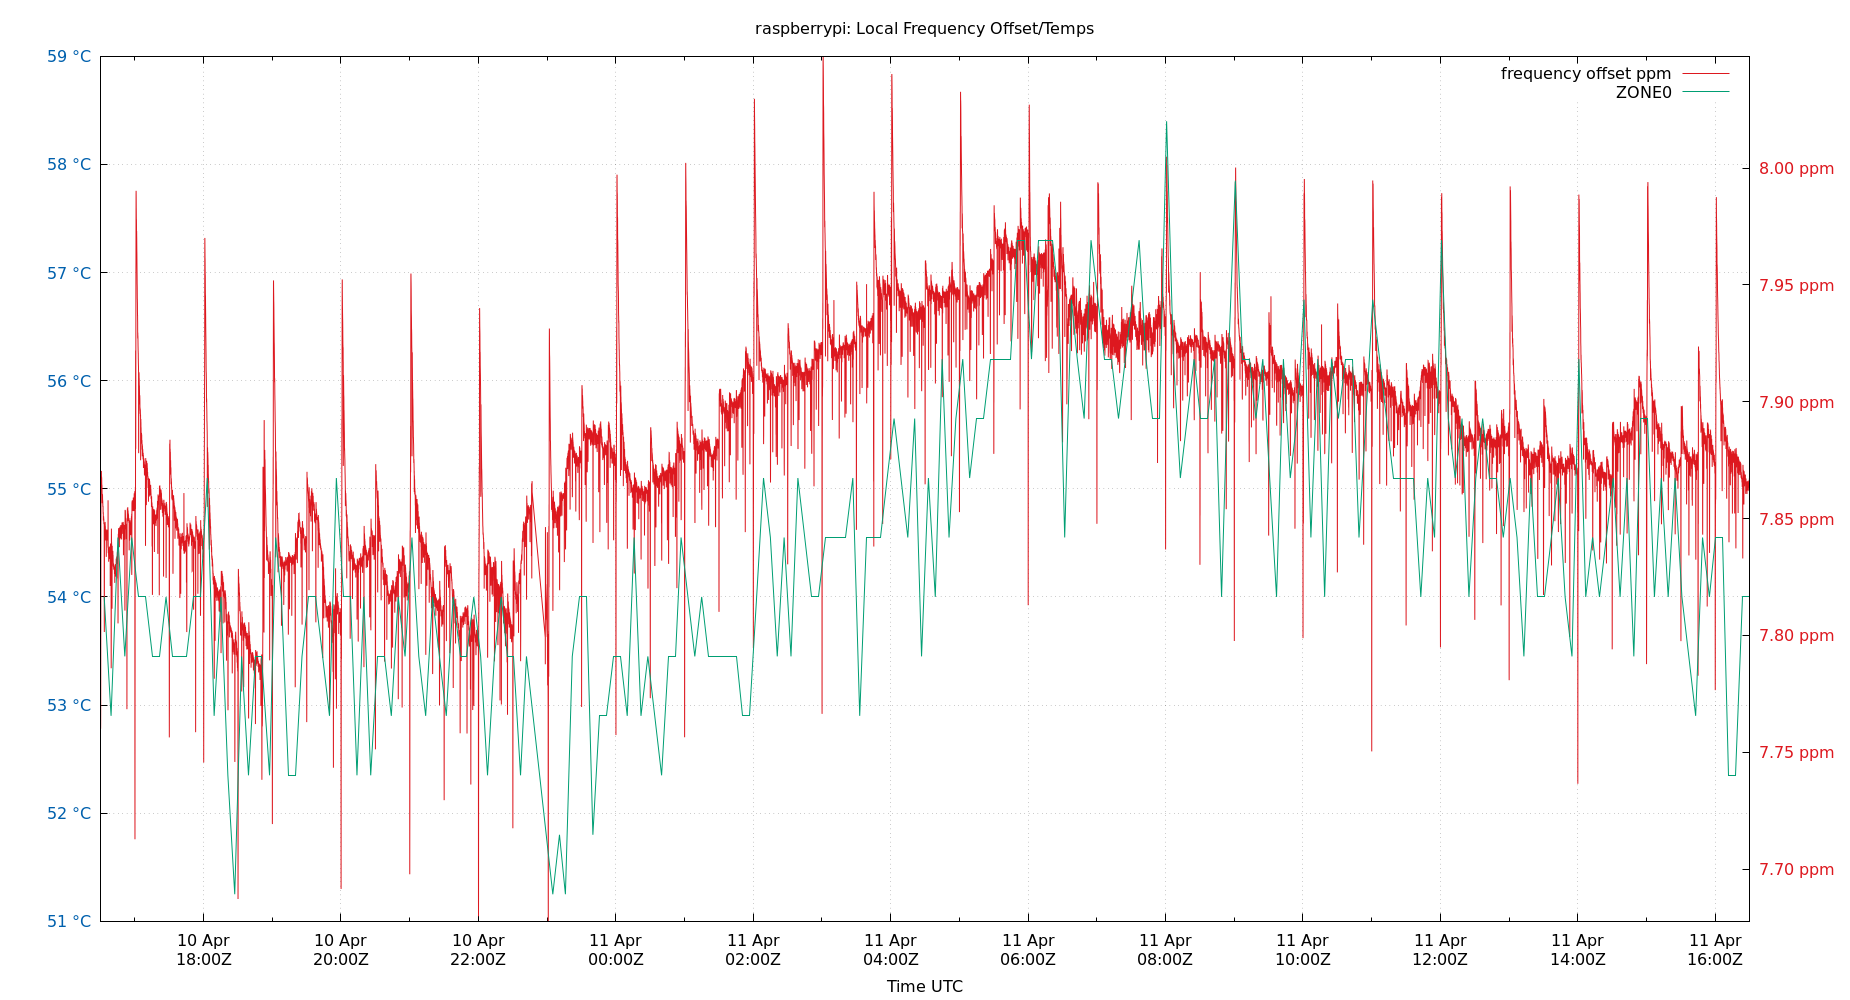 raspberrypi: Local Frequency Offset/Temps
59 °C
58 °C
57 °C
56 °C
55 °C
54 °C
53 °C
52 °C
51 °C
frequency offset ppm
ZONE0
8.00 ppm
7.95 ppm
7.90 ppm
7.85 ppm
7.80 ppm
7.75 ppm
7.70 ppm
10 Apr
18:00Z
10 Apr
20:00Z
10 Apr
22:00Z
11 Apr
00:00Z
11 Apr
02:00Z
11 Apr
04:00Z
11 Apr
06:00Z
11 Apr
08:00Z
11 Apr
10:00Z
11 Apr
12:00Z
11 Apr
14:00Z
11 Apr
16:00Z
Time UTC